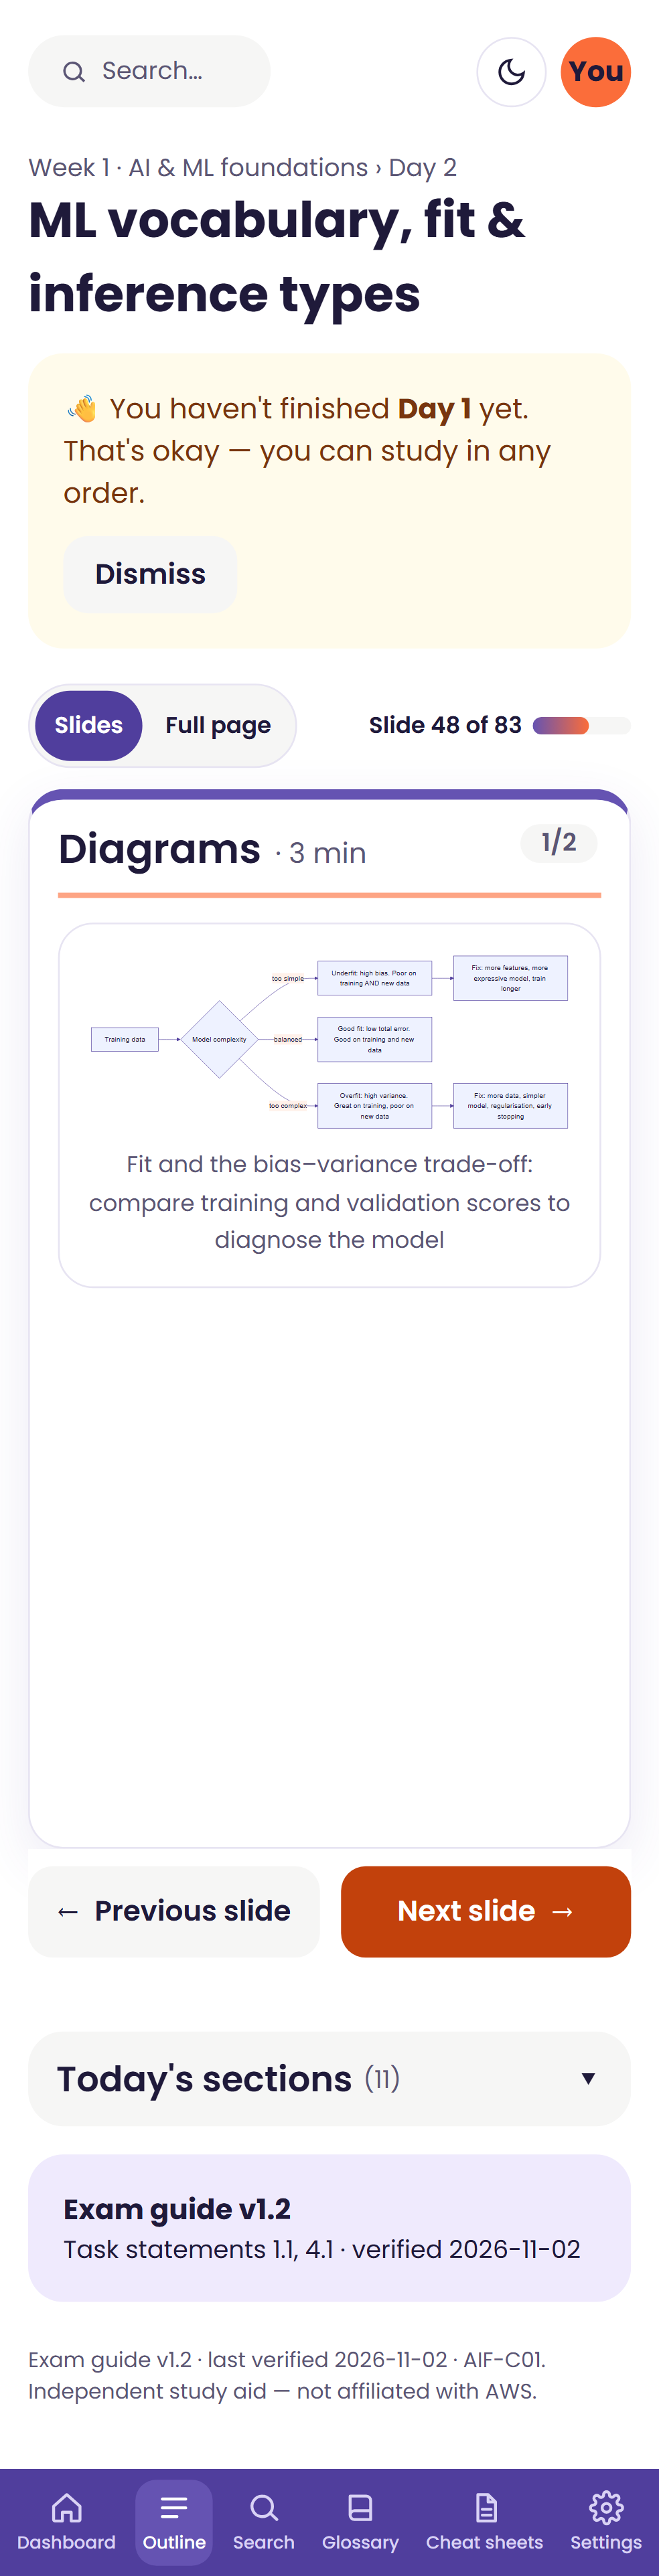 Search...
You
Week 1 · AI & ML foundations › Day 2
ML vocabulary, fit &
inference types
👋 You haven't finished Day 1 yet.
That's okay — you can study in any
order.
Dismiss
Slides
Full page
Slide 48 of 83
Diagrams · 3 min
1/2
Training data
Model complexity
too simple
balanced
too complex
Underfit: high bias. Poor on
training AND new data
Fix: more features, more
expressive model, train
longer
Good fit: low total error.
Good on training and new
data
Overfit: high variance.
Great on training, poor on
new data
Fix: more data, simpler
model, regularisation, early
stopping
Fit and the bias–variance trade-off:
compare training and validation scores to
diagnose the model
← Previous slide
Next slide →
Today's sections (11)
▼
Exam guide v1.2
Task statements 1.1, 4.1 · verified 2026-11-02
Exam guide v1.2 · last verified 2026-11-02 · AIF-C01.
Independent study aid — not affiliated with AWS.
Dashboard
Outline
Search
Glossary
Cheat sheets
Settings